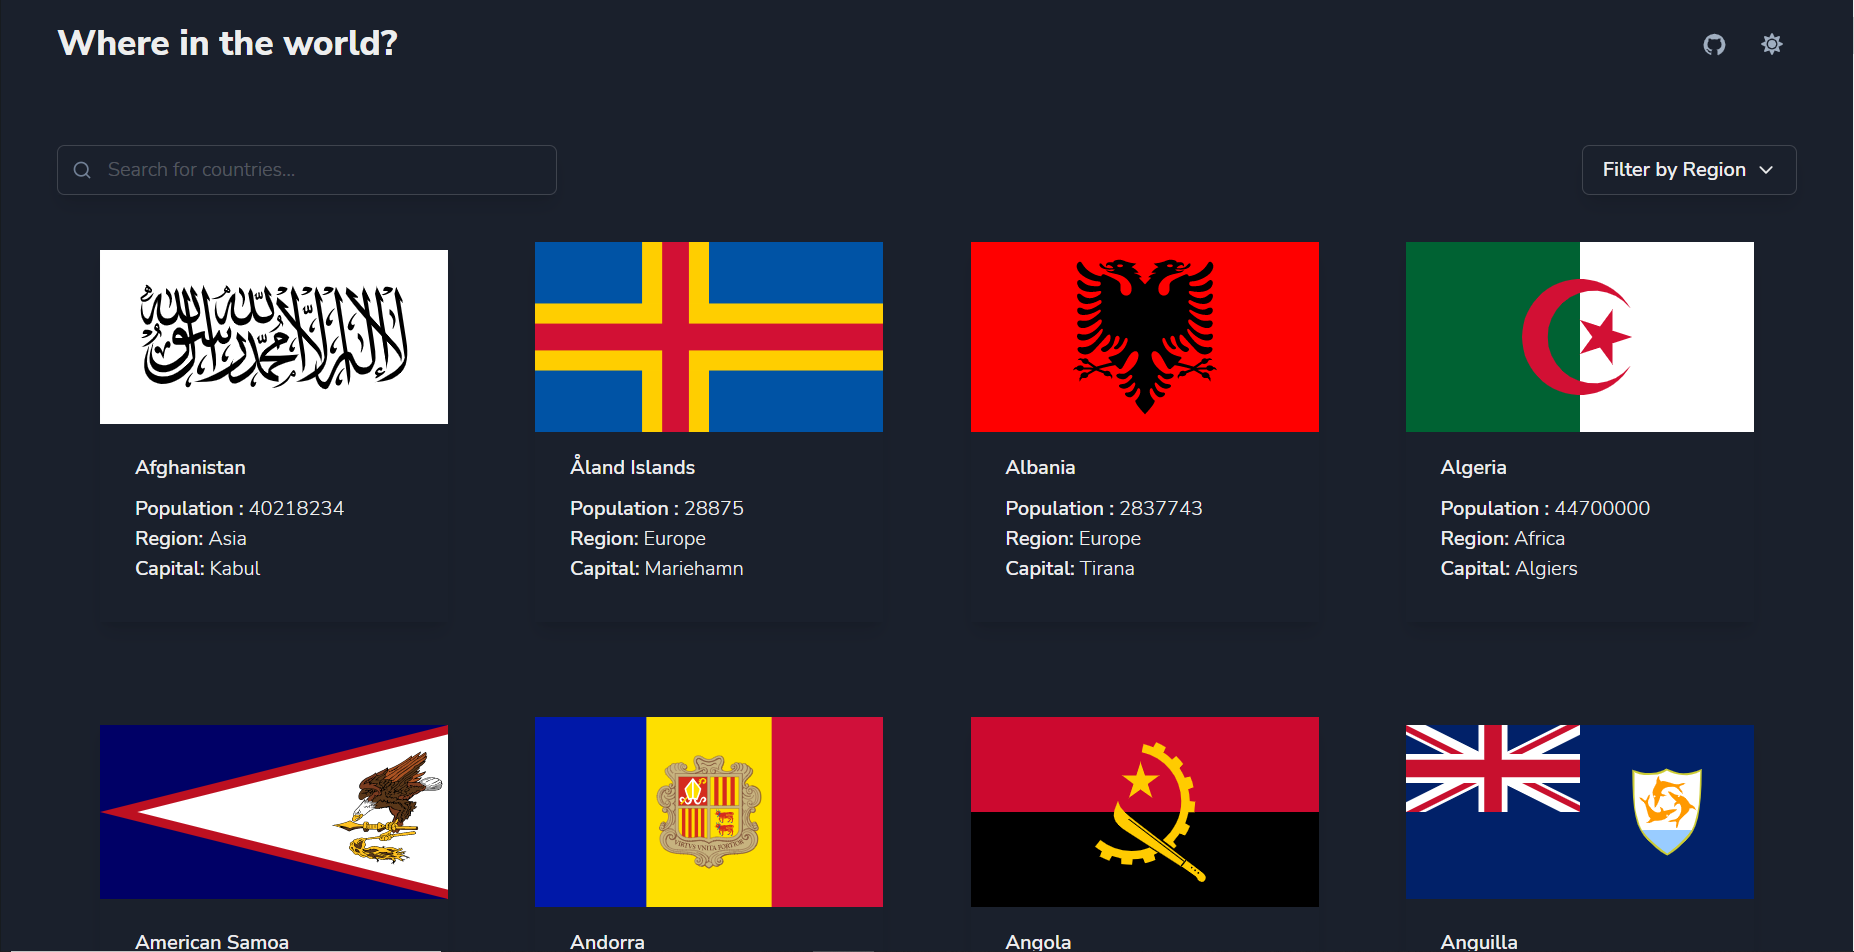 Where in the world?
Search for countries...
Filter by Region
لا إله إلا الله محمد رسول الله
Afghanistan
Population : 40218234
Region: Asia
Capital: Kabul
Åland Islands
Population : 28875
Region: Europe
Capital: Mariehamn
Albania
Population : 2837743
Region: Europe
Capital: Tirana
Algeria
Population : 44700000
Region: Africa
Capital: Algiers
VIRTVS VNITA FORTIOR
American Samoa
Andorra
Angola
Anguilla